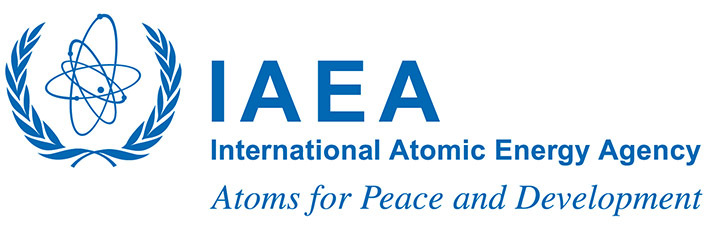 IAEA
International Atomic Energy Agency
Atoms for Peace and Development